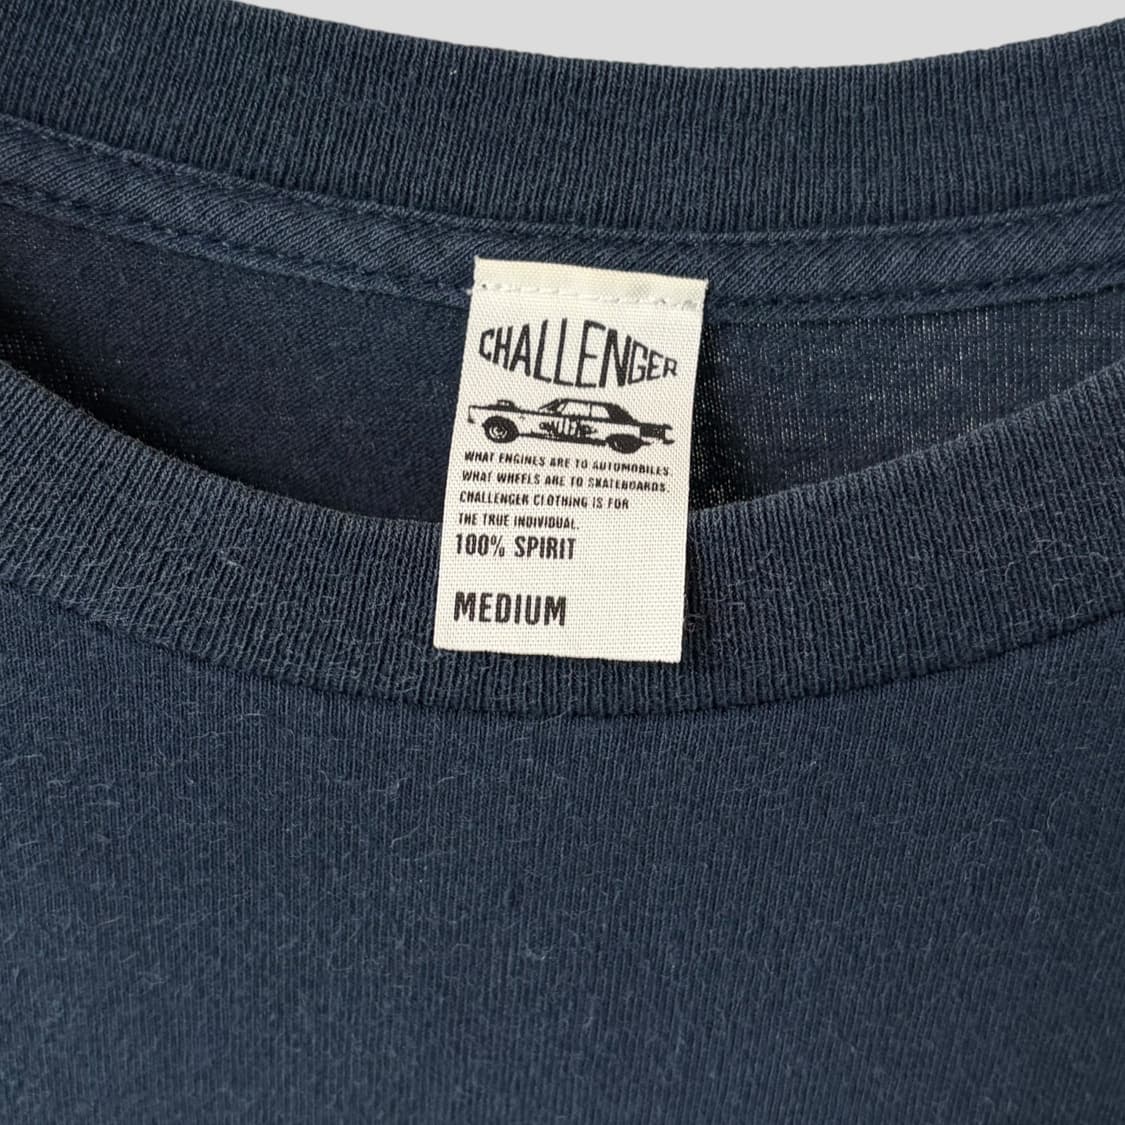 CHALLENGER
WHAT ENGINES ARE TO AUTOMOBILES.
WHAT WHEELS ARE TO SKATEBOARDS.
CHALLENGER CLOTHING IS FOR
THE TRUE INDIVIDUAL.
100% SPIRIT
MEDIUM